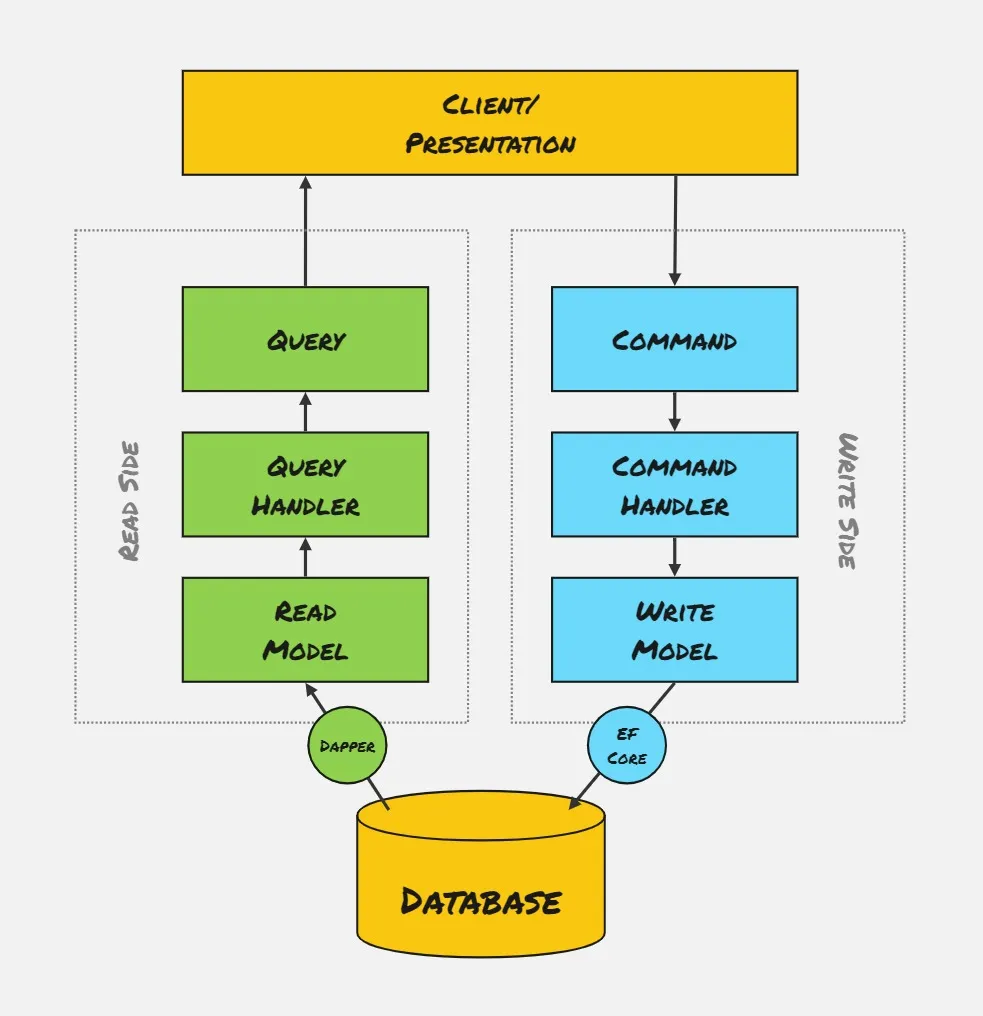 Client/
Presentation
Read Side
Query
Query
Handler
Read
Model
Dapper
Command
Command
Handler
Write
Model
EF
Core
Write Side
Database